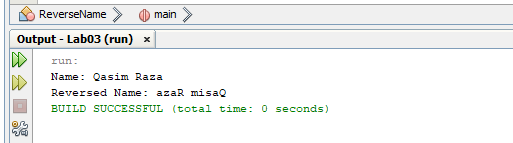 ReverseName main
Output - Lab03 (run) ×
run:
Name: Qasim Raza
Reversed Name: azaR misaQ
BUILD SUCCESSFUL (total time: 0 seconds)